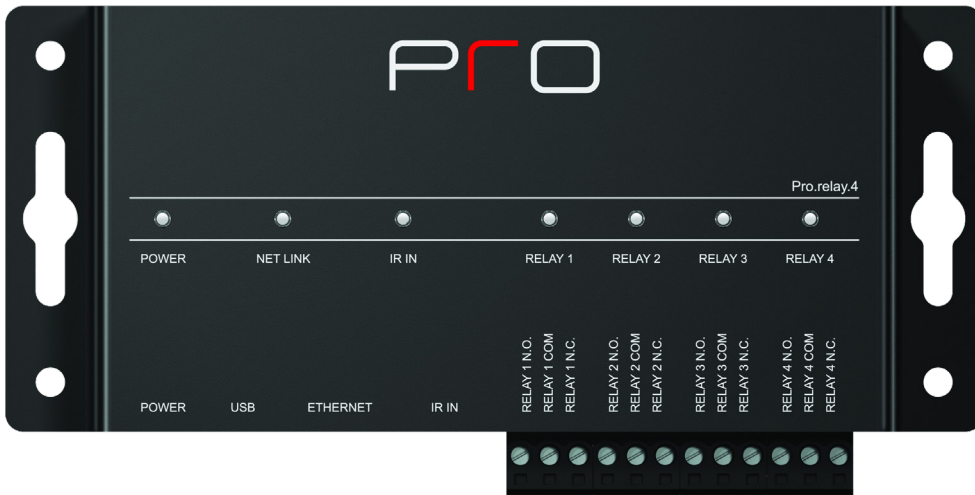 Pro
Pro.relay.4
POWER NET LINK IR IN RELAY 1 RELAY 2 RELAY 3 RELAY 4
RELAY 1 N.O.
RELAY 1 COM
RELAY 1 N.C.
RELAY 2 N.O.
RELAY 2 COM
RELAY 2 N.C.
RELAY 3 N.O.
RELAY 3 COM
RELAY 3 N.C.
RELAY 4 N.O.
RELAY 4 COM
RELAY 4 N.C.
POWER USB ETHERNET IR IN